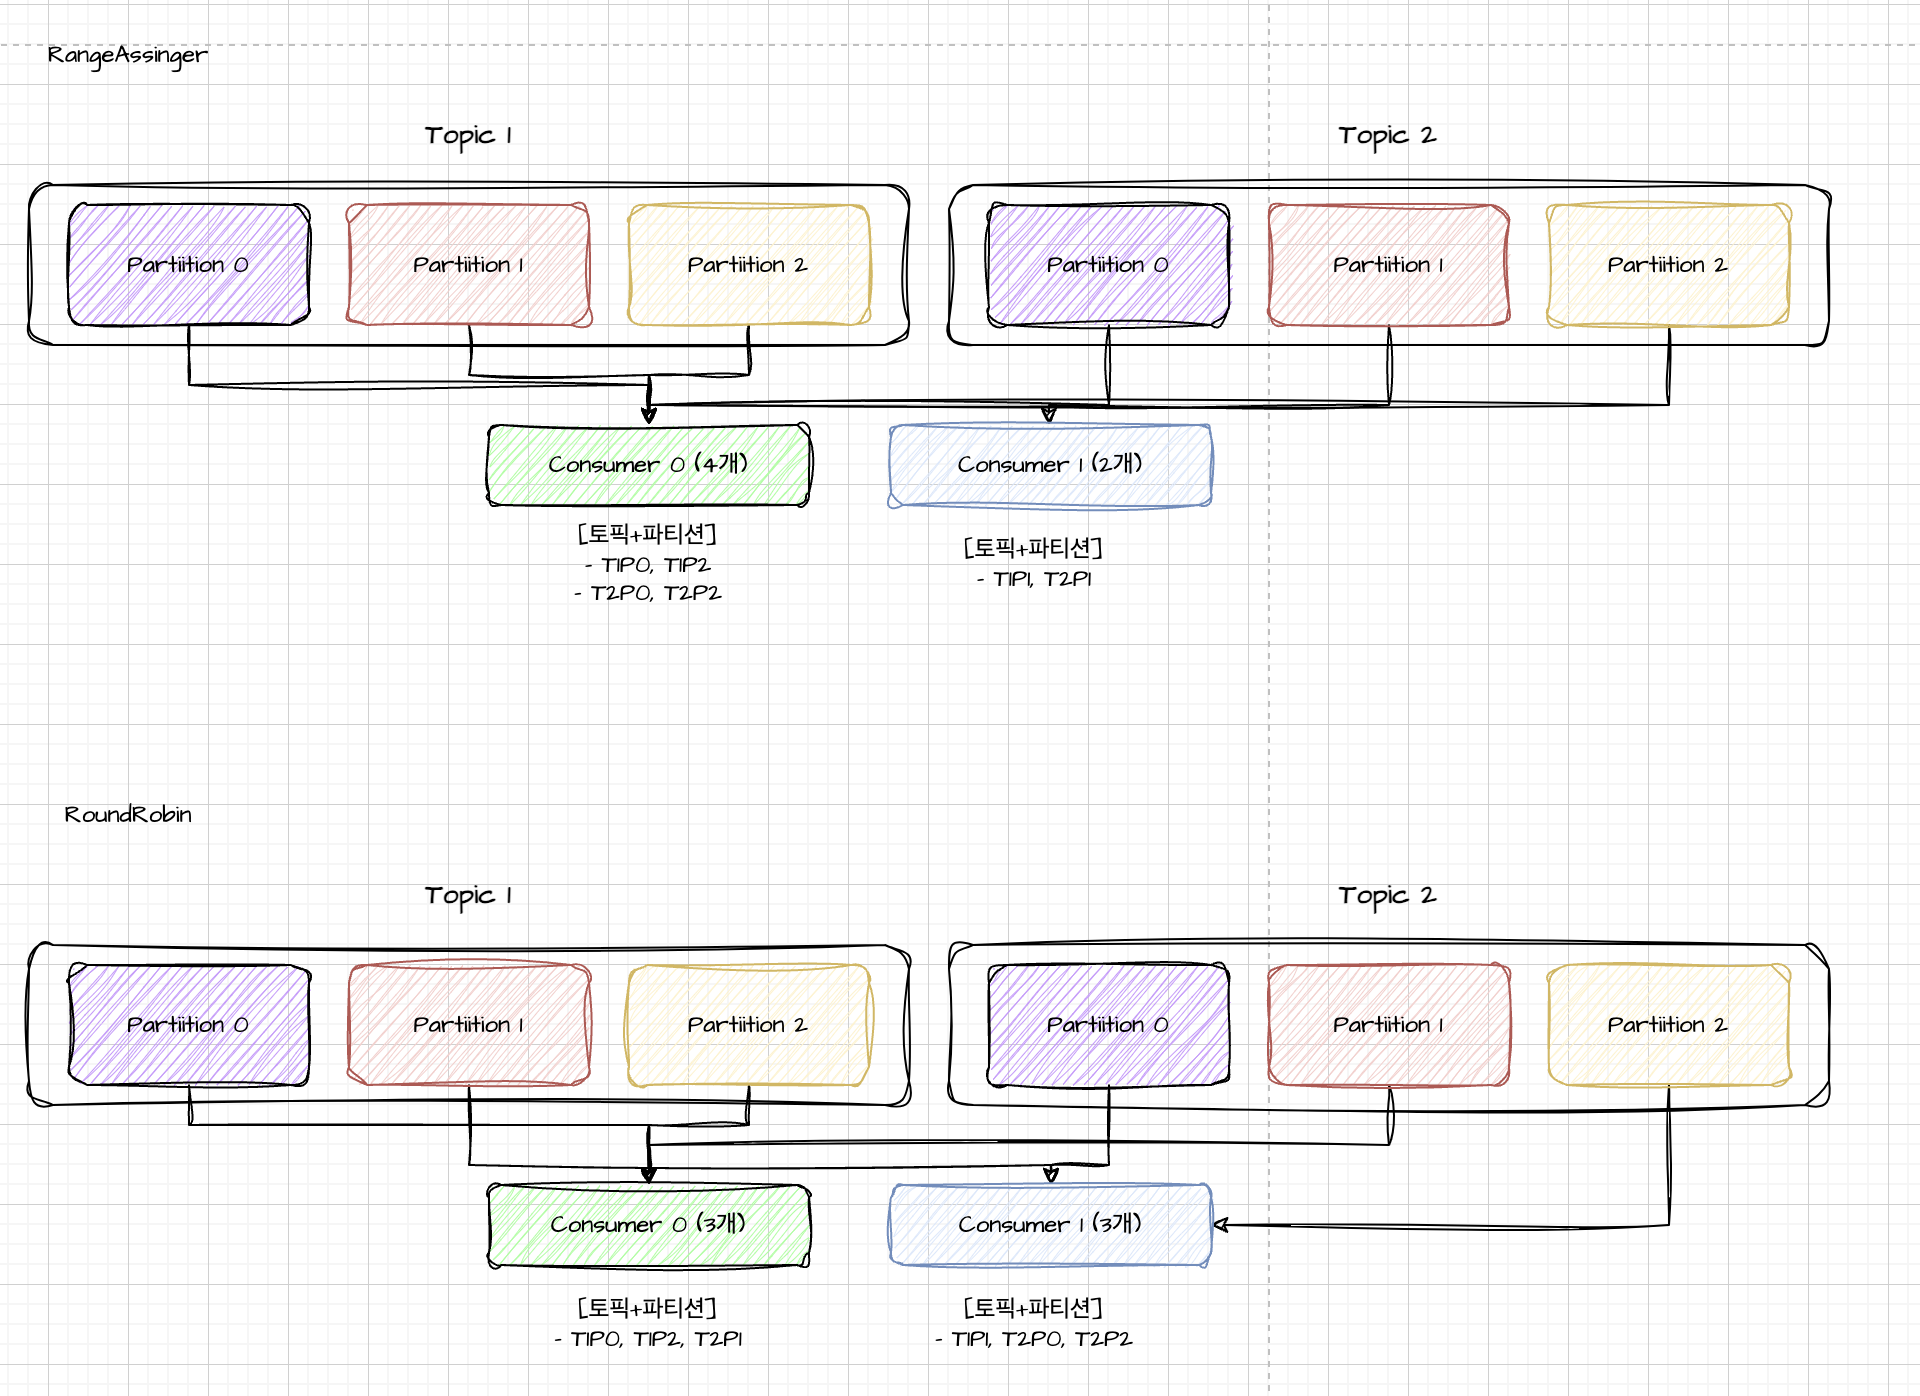 RangeAssinger
Topic 1
Topic 2
Partiition 0
Partiition 1
Partiition 2
Partiition 0
Partiition 1
Partiition 2
Consumer 0 (4개)
Consumer 1 (2개)
[토픽+파티션]
- T1P0, T1P2
- T2P0, T2P2
[토픽+파티션]
- T1P1, T2P1
RoundRobin
Topic 1
Topic 2
Partiition 0
Partiition 1
Partiition 2
Partiition 0
Partiition 1
Partiition 2
Consumer 0 (3개)
Consumer 1 (3개)
[토픽+파티션]
- T1P0, T1P2, T2P1
[토픽+파티션]
- T1P1, T2P0, T2P2